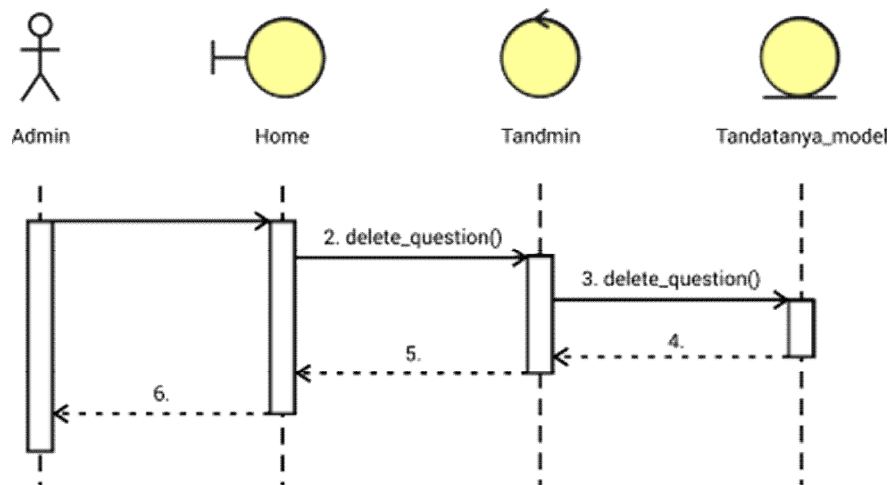 Admin
Home
Tandmin
Tandatanya_model
2. delete_question()
3. delete_question()
4.
5.
6.